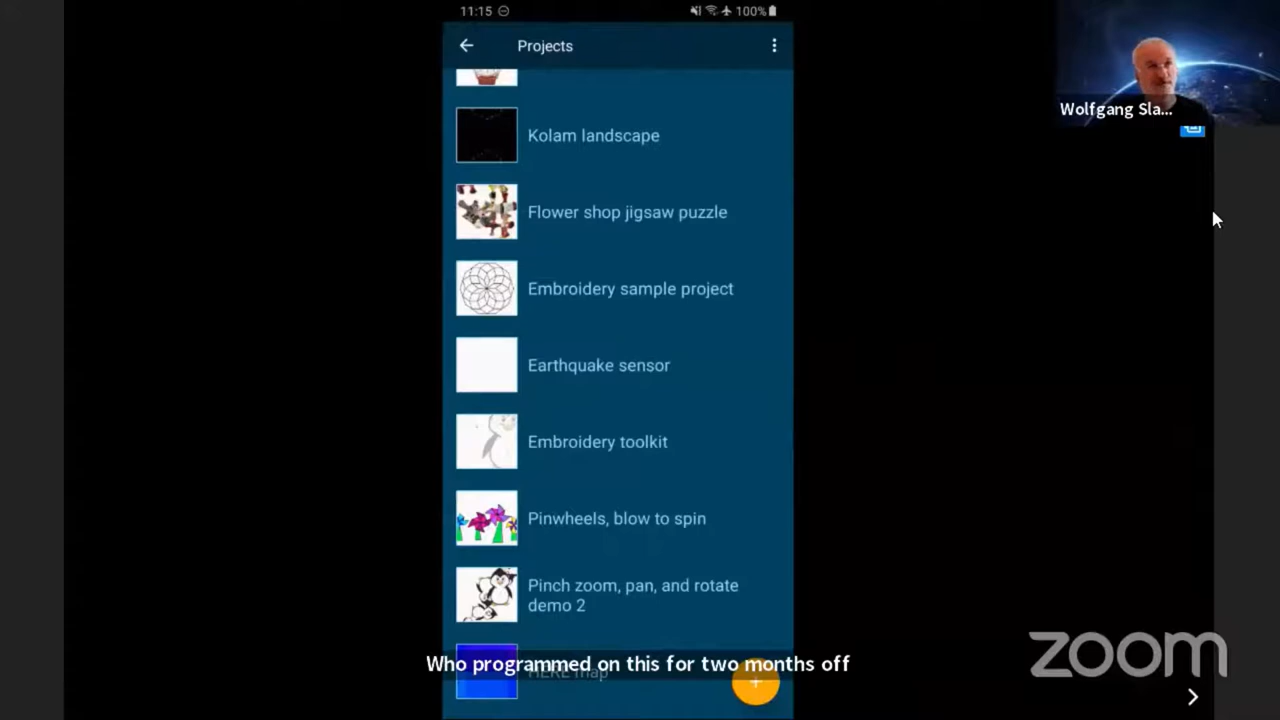 11:15
100%
Projects
Wolfgang Sla...
Kolam landscape
Flower shop jigsaw puzzle
Embroidery sample project
Earthquake sensor
Embroidery toolkit
Pinwheels, blow to spin
Pinch zoom, pan, and rotate
demo 2
HERE map
Who programmed on this for two months off
zoom